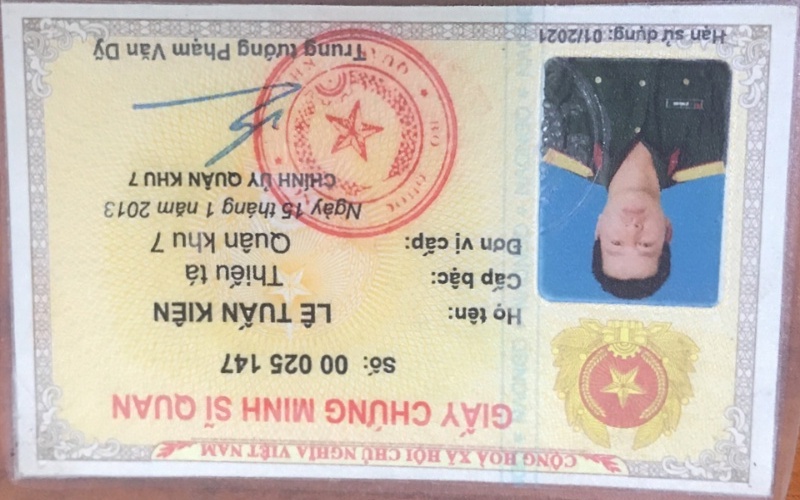 CỘNG HOÀ XÃ HỘI CHỦ NGHĨA VIỆT NAM
GIẤY CHỨNG MINH SĨ QUAN
Số: 00 025 147
Họ tên: LÊ TUẤN KIÊN
Cấp bậc: Thiếu tá
Đơn vị cấp: Quân khu 7
Ngày 15 tháng 1 năm 2013
CHÍNH ỦY QUÂN KHU 7
Trung tướng Phạm Văn Dỹ
Hạn sử dụng: 01/2021